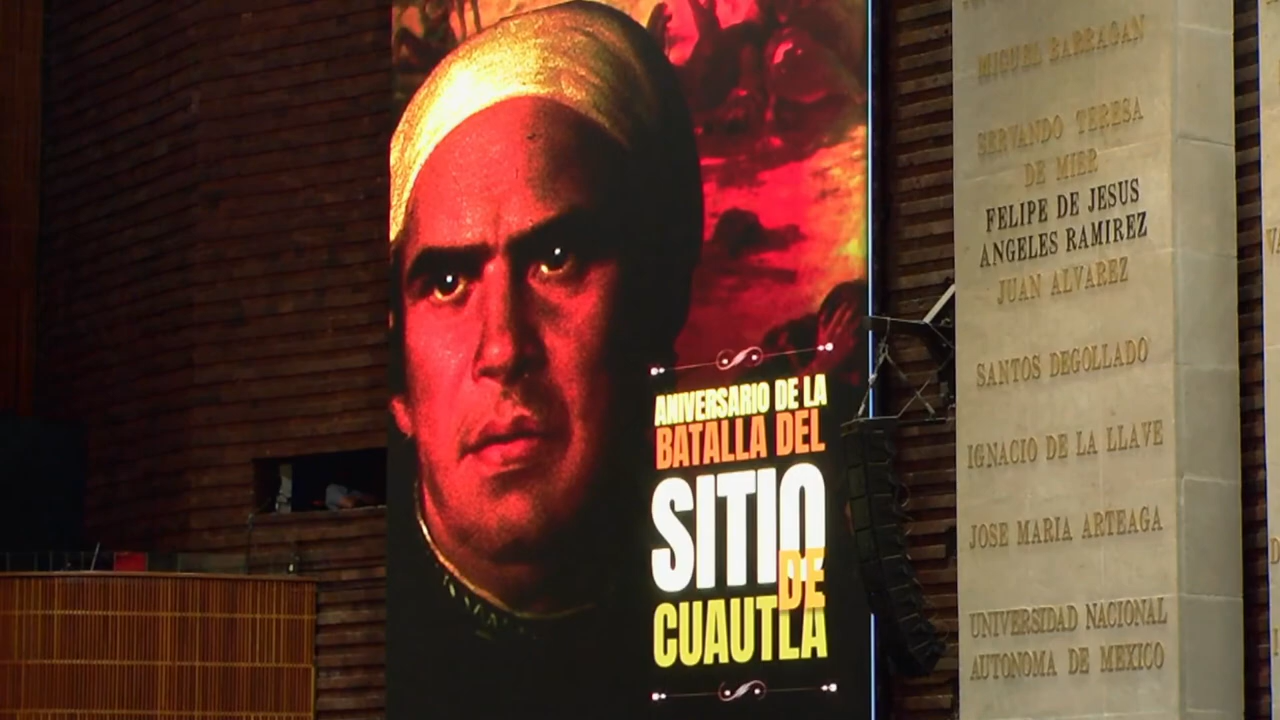 ANIVERSARIO DE LA
BATALLA DEL
SITIO
DE
CUAUTLA
MIGUEL BARRAGAN
SERVANDO TERESA
DE MIER
FELIPE DE JESUS
ANGELES RAMIREZ
JUAN ALVAREZ
SANTOS DEGOLLADO
IGNACIO DE LA LLAVE
JOSE MARIA ARTEAGA
UNIVERSIDAD NACIONAL
AUTONOMA DE MEXICO